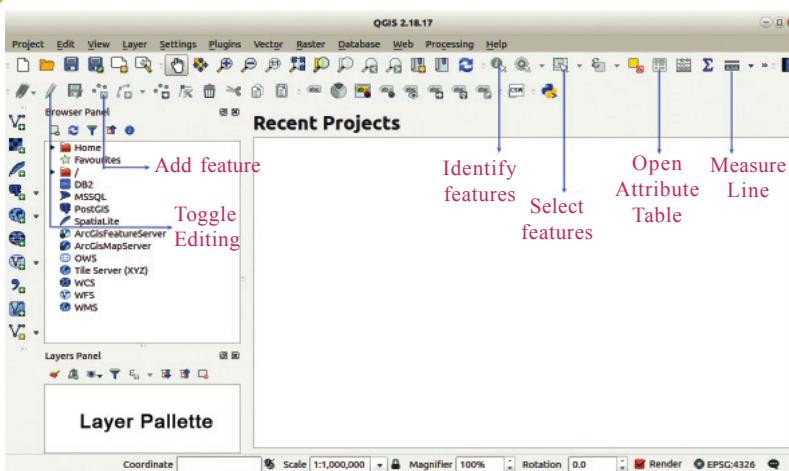 QGIS 2.18.17
Project Edit View Layer Settings Plugins Vector Raster Database Web Processing Help
CSW
Browser Panel
Home
Favourites
/
DB2
MSSQL
PostGIS
SpatiaLite
ArcGisFeatureServer
ArcGisMapServer
OWS
Tile Server (XYZ)
WCS
WFS
WMS
Recent Projects
Add feature
Toggle
Editing
Identify
features
Select
features
Open
Attribute
Table
Measure
Line
Layers Panel
Layer Pallette
Coordinate Scale 1:1,000,000 Magnifier 100% Rotation 0.0 Render EPSG:4326